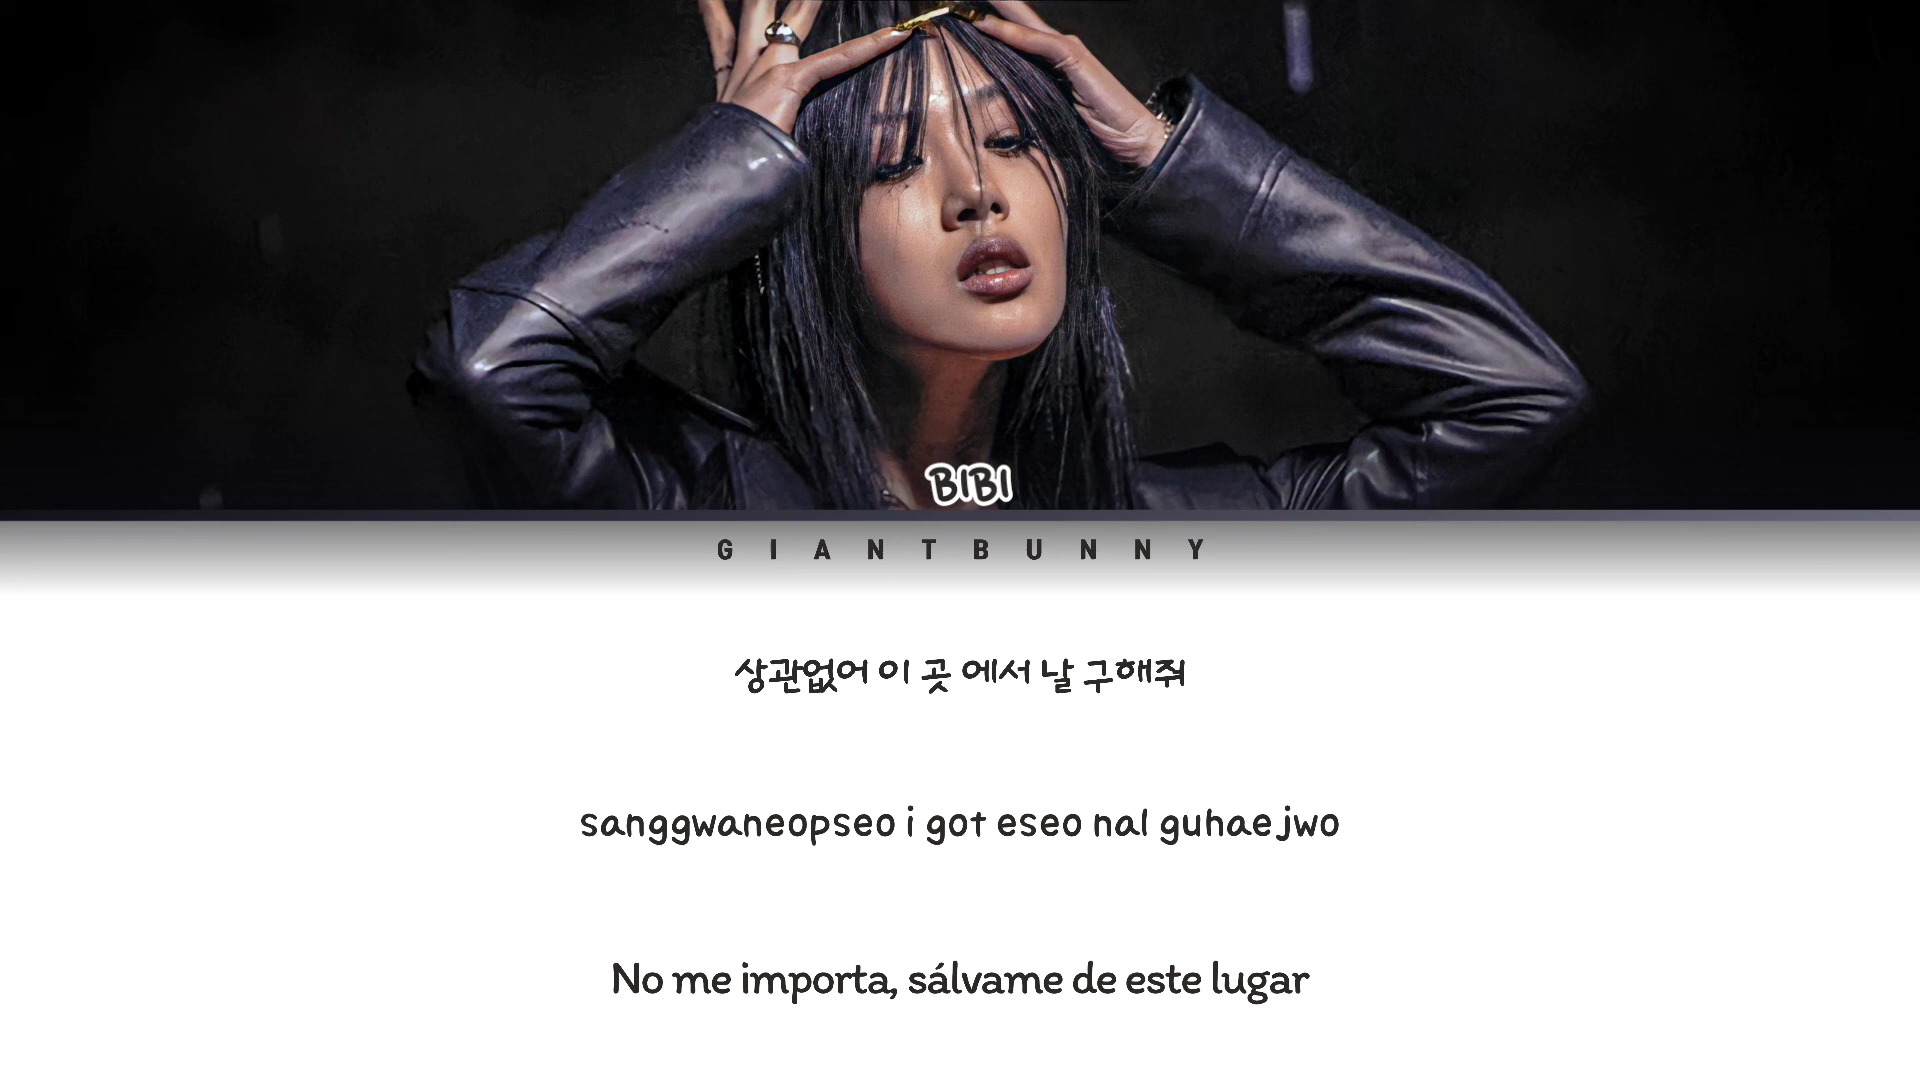 BIBI
GIANTBUNNY
상관없어 이 곳 에서 날 구해줘
sanggwaneopseo i got eseo nal guhaejwo
No me importa, sálvame de este lugar